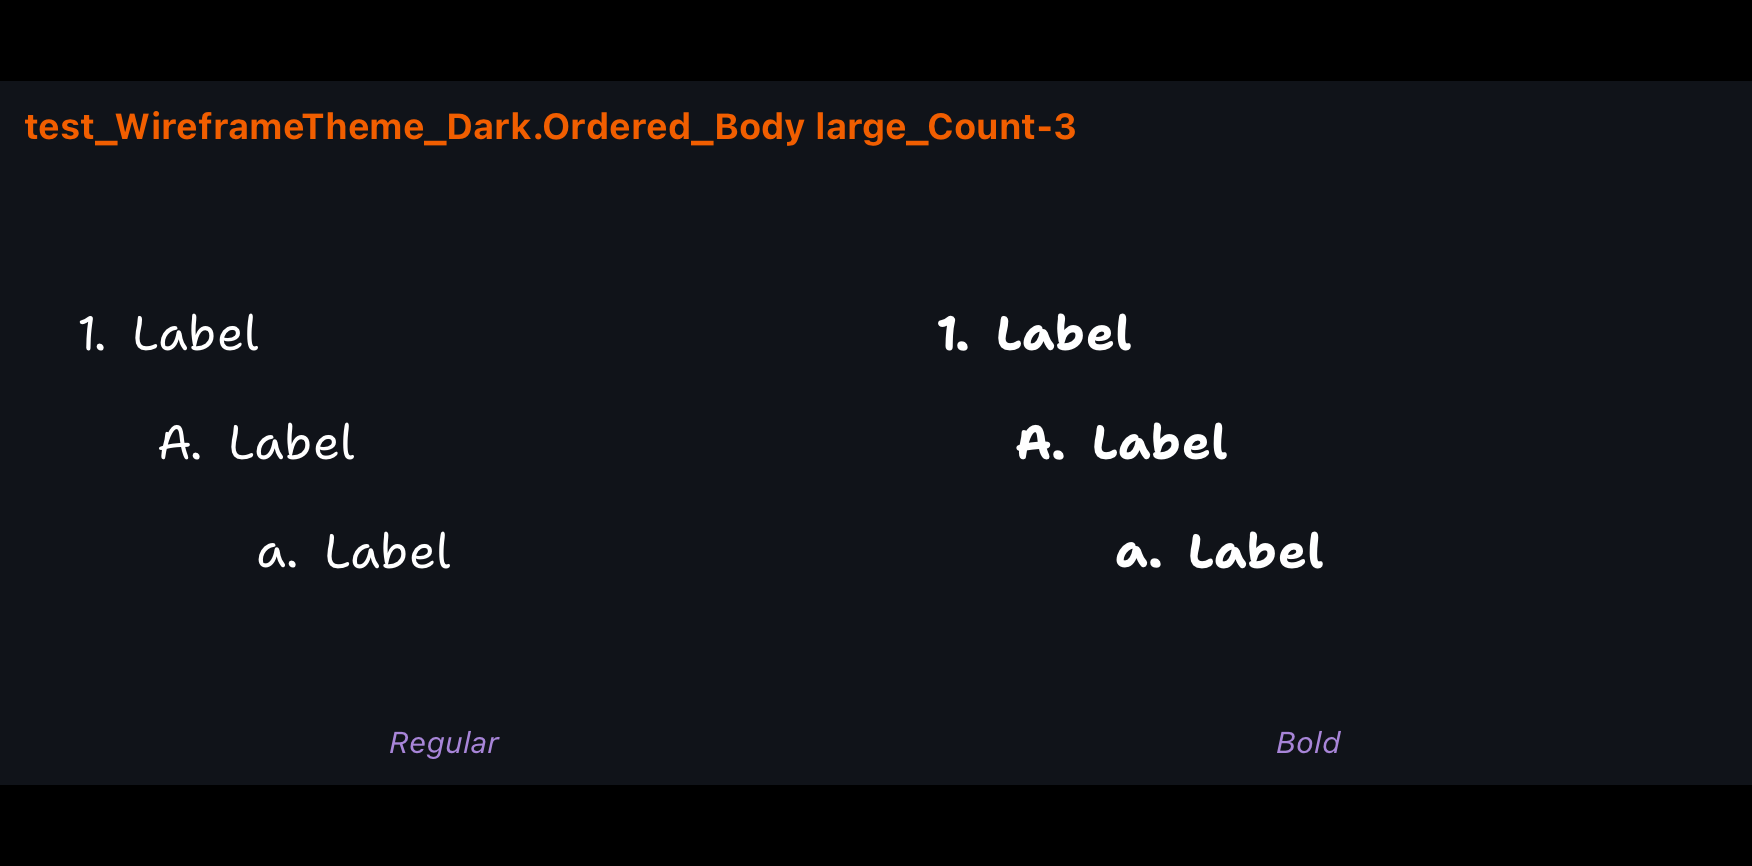 test_WireframeTheme_Dark.Ordered_Body large_Count-3
1. Label
A. Label
a. Label
Regular
1. Label
A. Label
a. Label
Bold